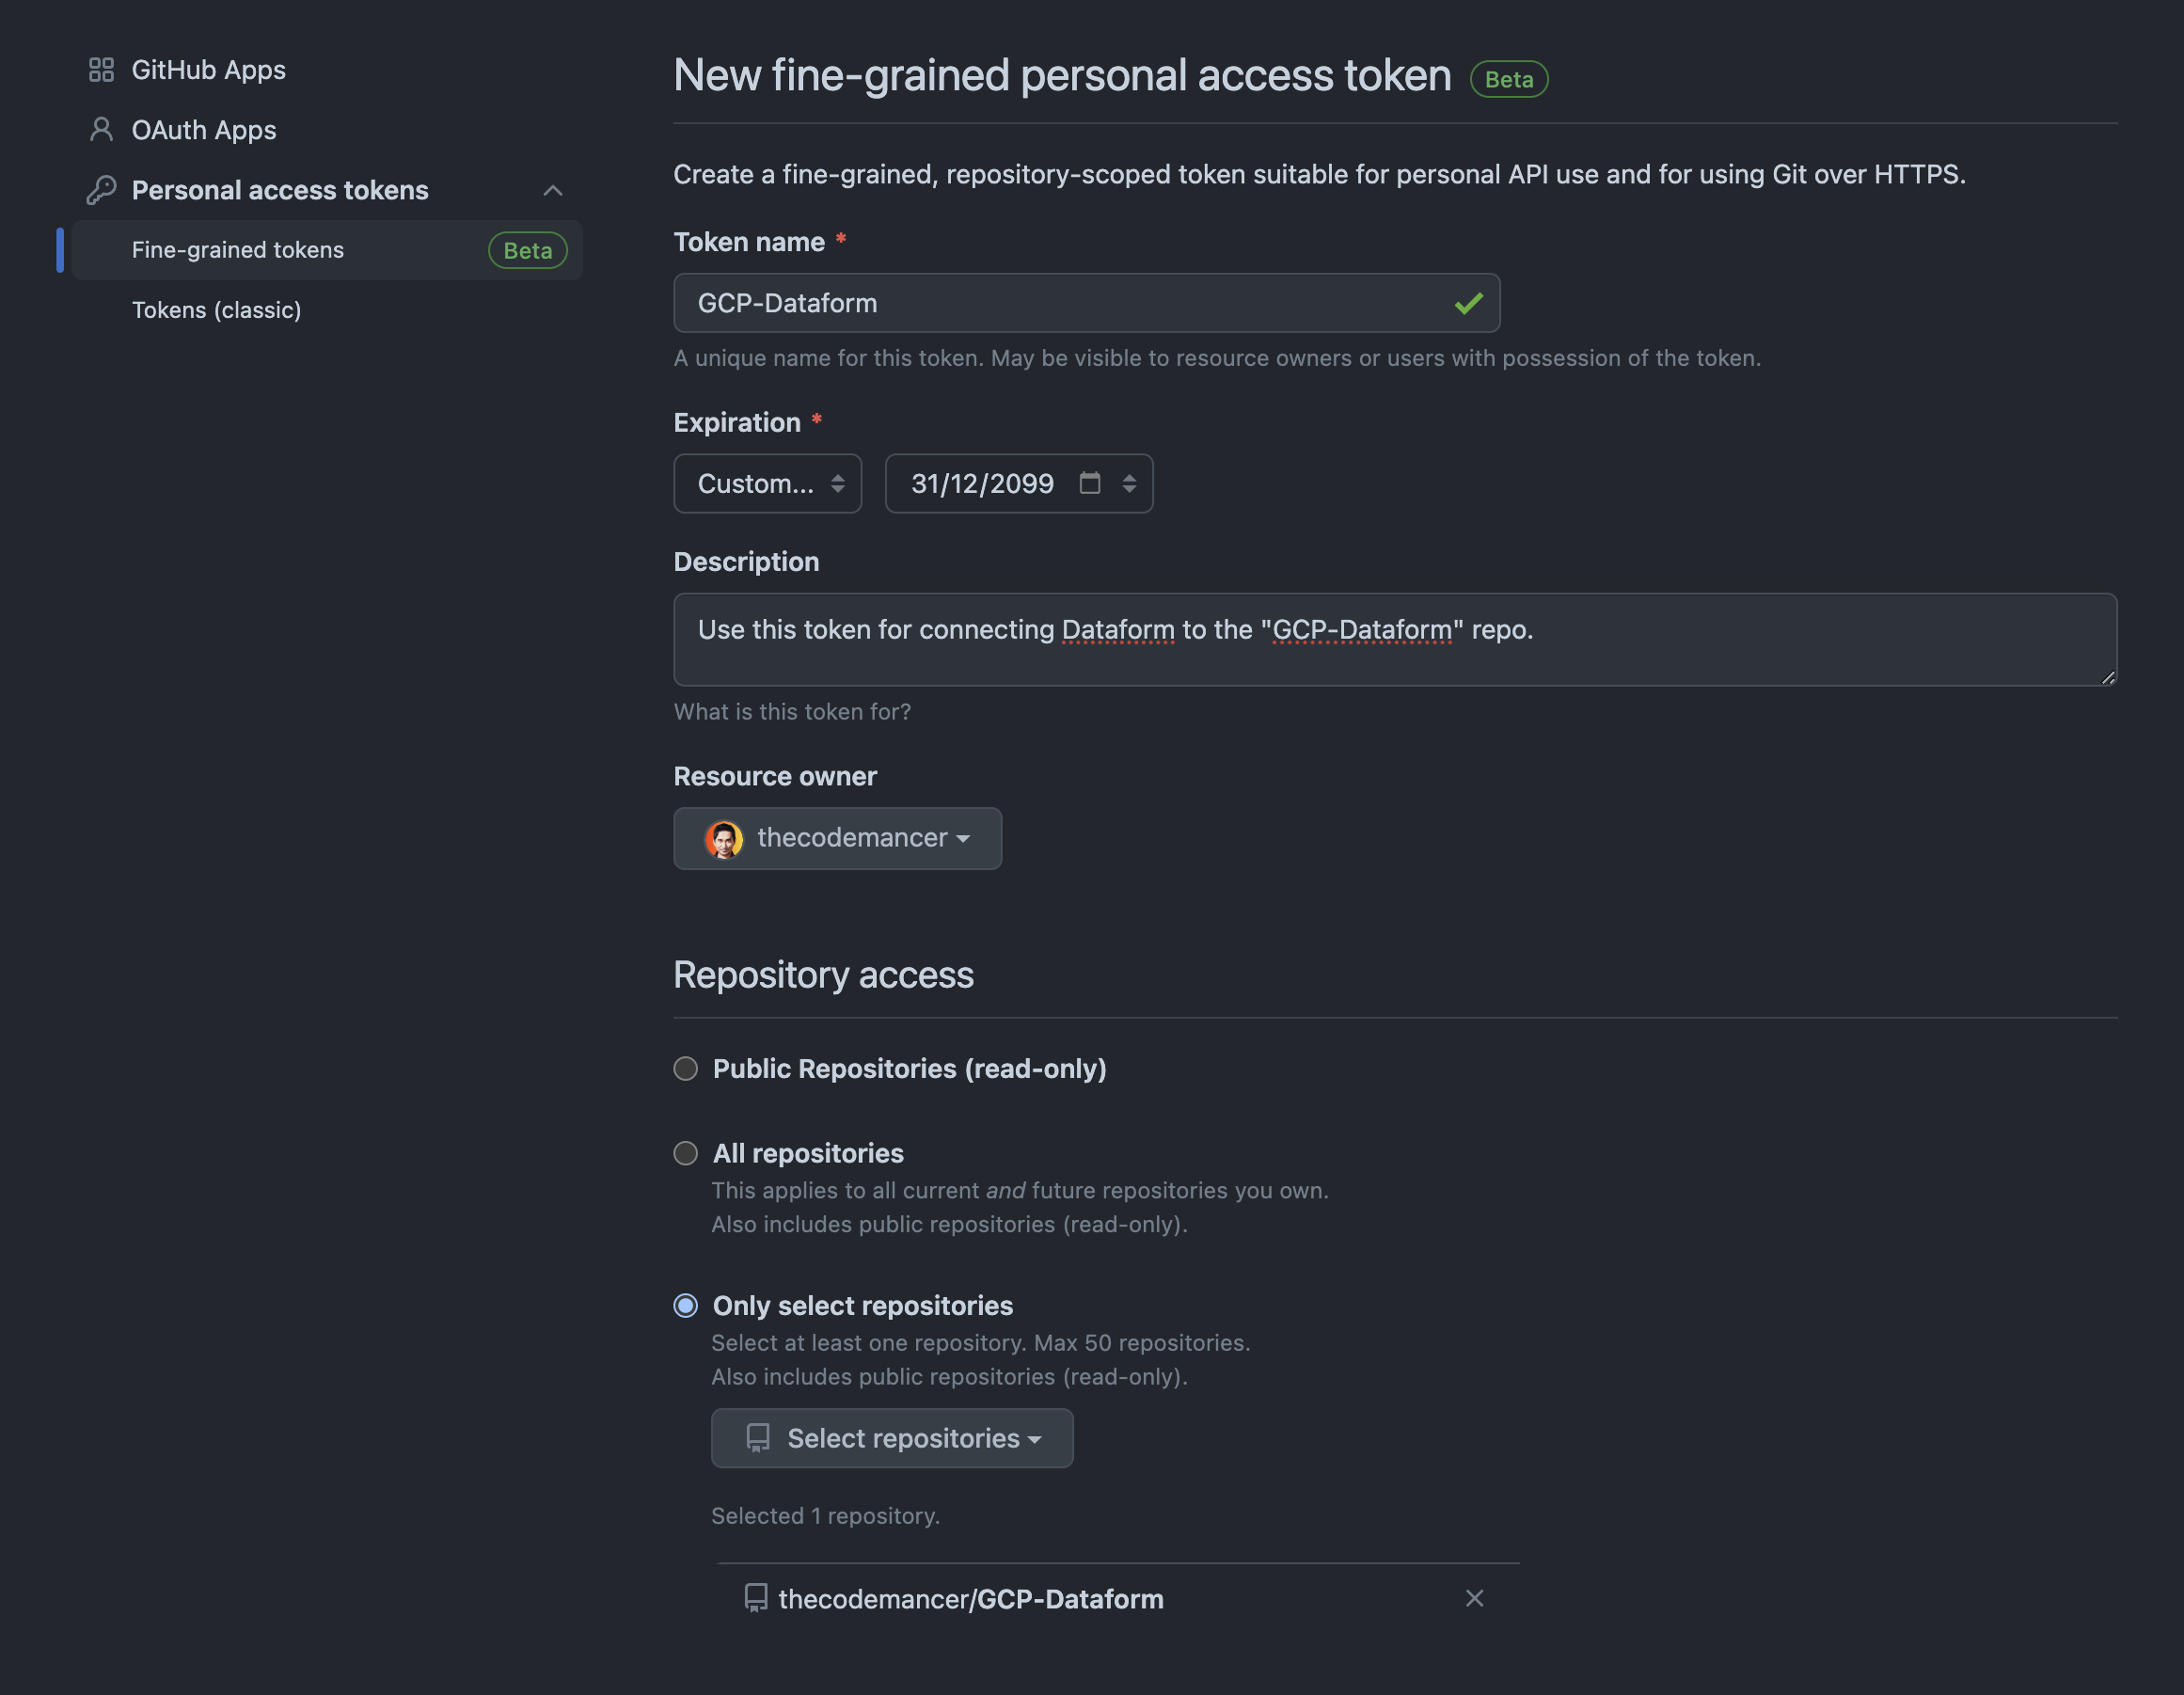 GitHub Apps
OAuth Apps
Personal access tokens
Fine-grained tokens Beta
Tokens (classic)
New fine-grained personal access token Beta
Create a fine-grained, repository-scoped token suitable for personal API use and for using Git over HTTPS.
Token name *
GCP-Dataform
A unique name for this token. May be visible to resource owners or users with possession of the token.
Expiration *
Custom... 31/12/2099
Description
Use this token for connecting Dataform to the "GCP-Dataform" repo.
What is this token for?
Resource owner
thecodemancer
Repository access
Public Repositories (read-only)
All repositories
This applies to all current and future repositories you own.
Also includes public repositories (read-only).
Only select repositories
Select at least one repository. Max 50 repositories.
Also includes public repositories (read-only).
Select repositories
Selected 1 repository.
thecodemancer/GCP-Dataform